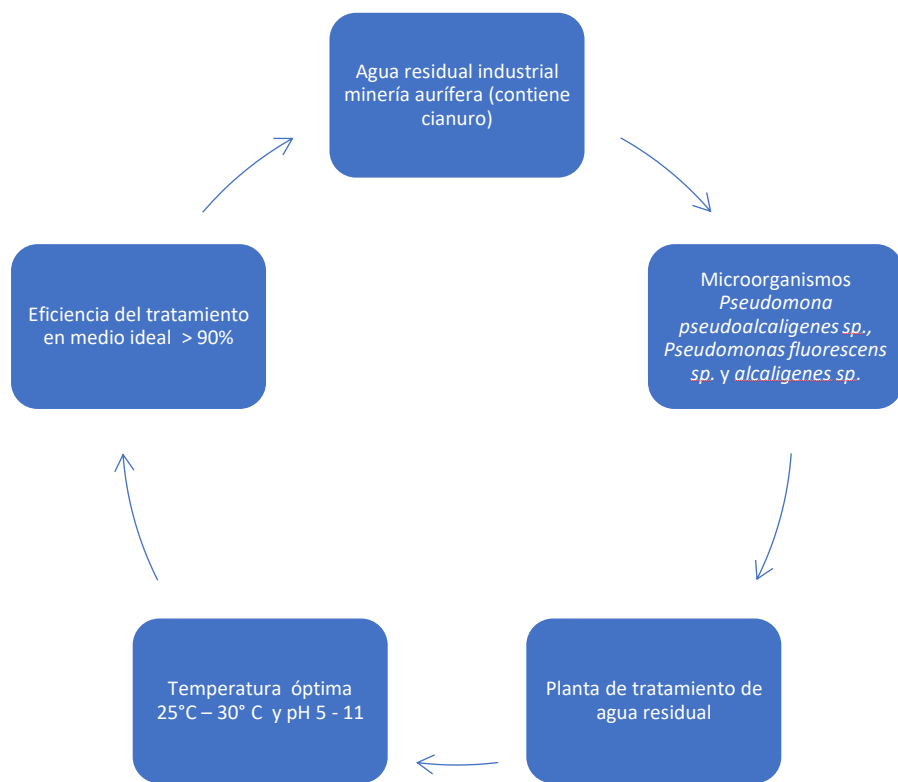 Agua residual industrial
minería aurífera (contiene
cianuro)
Microorganismos
Pseudomona
pseudoalcaligenes sp.,
Pseudomonas fluorescens
sp. y alcaligenes sp.
Planta de tratamiento de
agua residual
Temperatura óptima
25°C – 30° C y pH 5 - 11
Eficiencia del tratamiento
en medio ideal > 90%